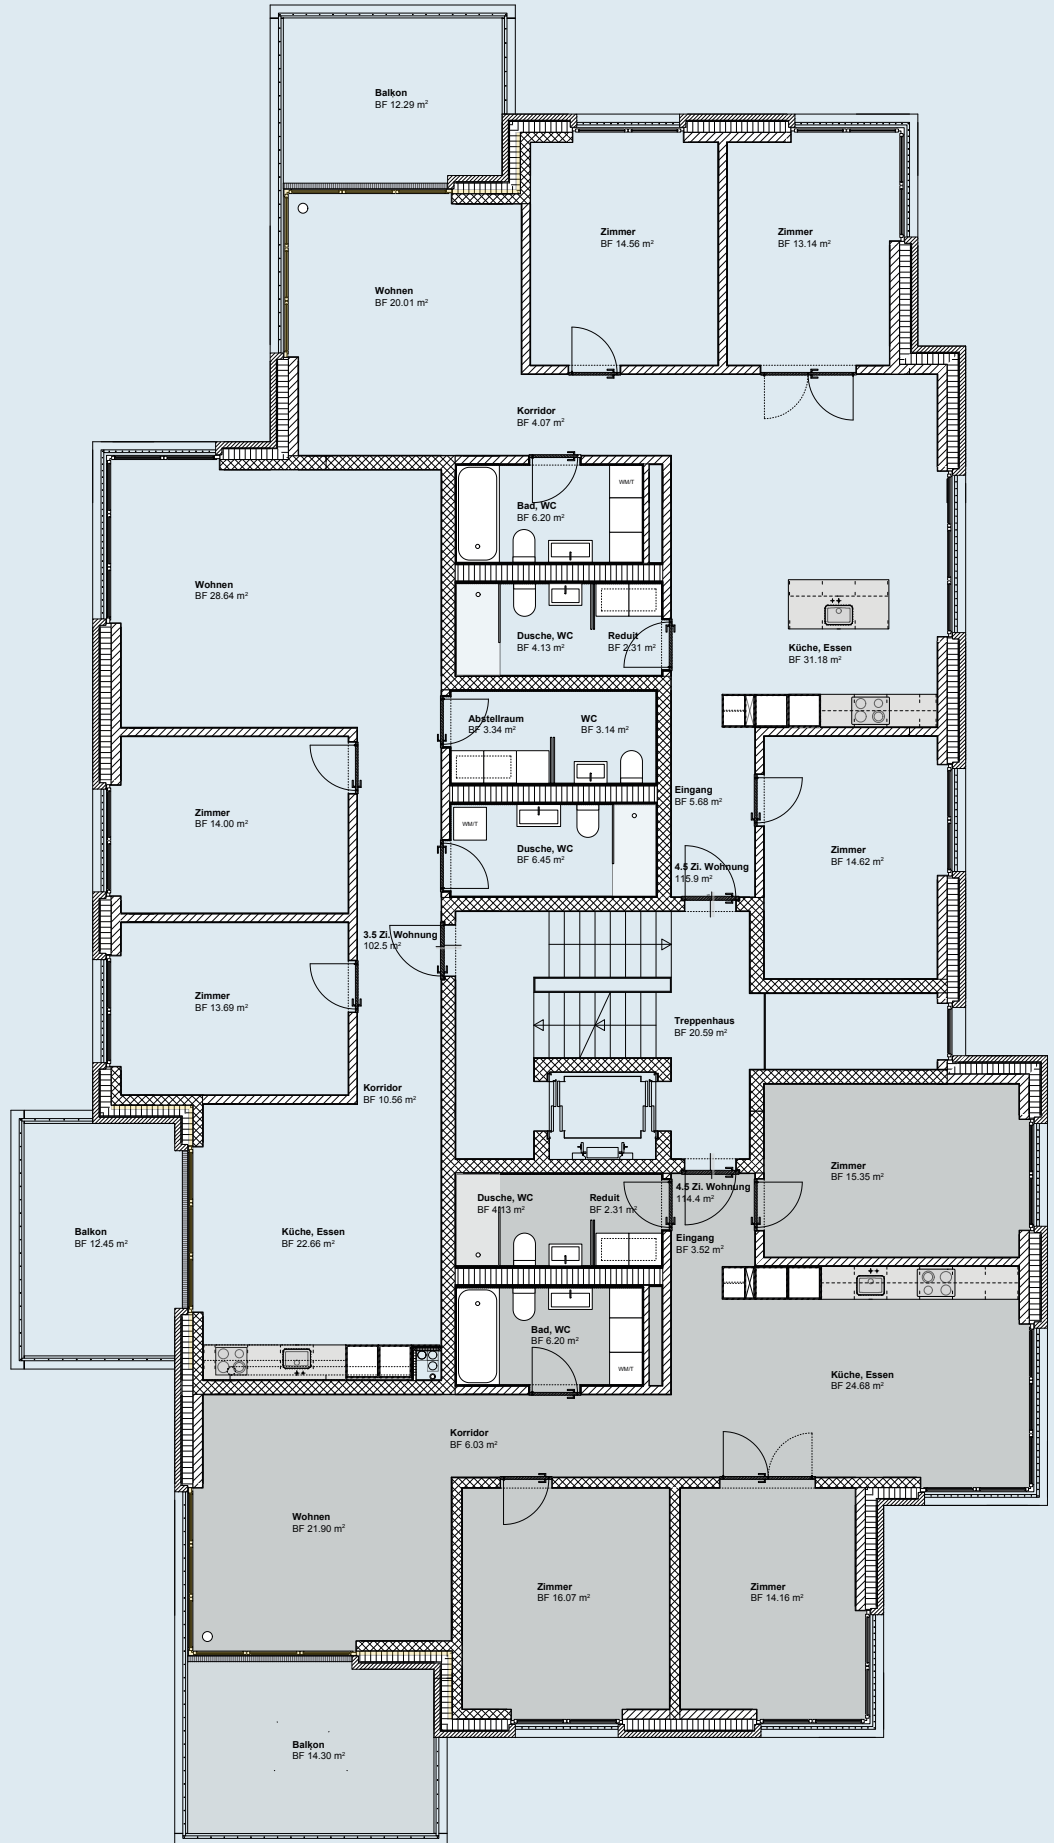 Balkon
BF 12.29 m²
Zimmer
BF 14.56 m²
Zimmer
BF 13.14 m²
Wohnen
BF 20.01 m²
Korridor
BF 4.07 m²
WM/T
Bad, WC
BF 6.20 m²
Wohnen
BF 28.64 m²
Dusche, WC
BF 4.13 m²
Reduit
BF 2.31 m²
Küche, Essen
BF 31.18 m²
Abstellraum
BF 3.34 m²
WC
BF 3.14 m²
Eingang
BF 5.68 m²
Zimmer
BF 14.00 m²
WM/T
Dusche, WC
BF 6.45 m²
Zimmer
BF 14.62 m²
4.5 Zi. Wohnung
115.9 m²
3.5 Zi. Wohnung
102.5 m²
Zimmer
BF 13.69 m²
Treppenhaus
BF 20.59 m²
Korridor
BF 10.56 m²
Zimmer
BF 15.35 m²
4.5 Zi. Wohnung
114.4 m²
Dusche, WC
BF 4.13 m²
Reduit
BF 2.31 m²
Balkon
BF 12.45 m²
Küche, Essen
BF 22.66 m²
Eingang
BF 3.52 m²
Bad, WC
BF 6.20 m²
WM/T
Küche, Essen
BF 24.68 m²
Korridor
BF 6.03 m²
Wohnen
BF 21.90 m²
Zimmer
BF 16.07 m²
Zimmer
BF 14.16 m²
Balkon
BF 14.30 m²